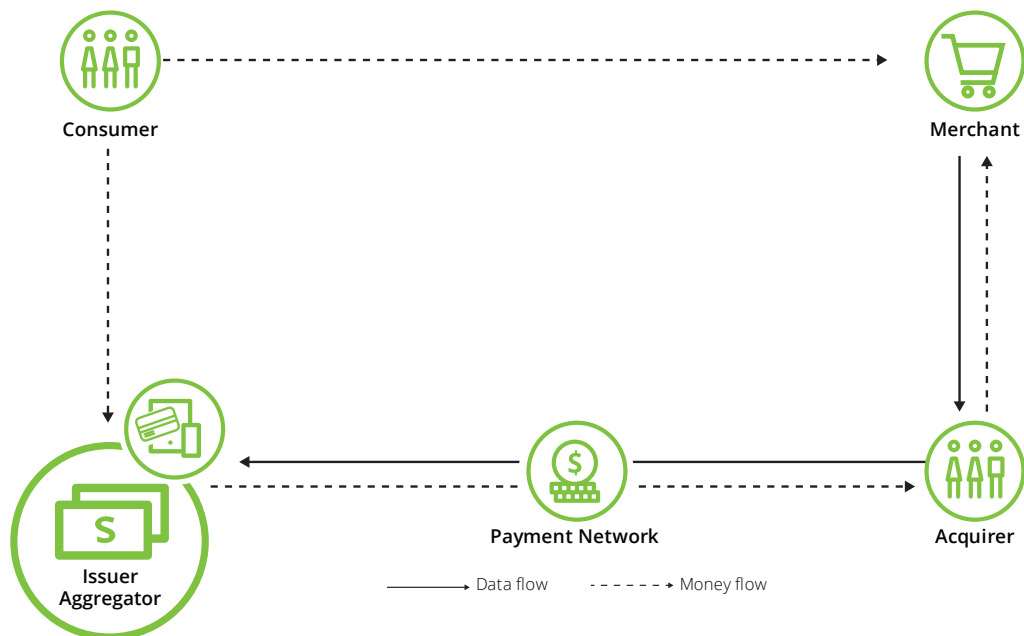 Consumer
Merchant
$
S
Payment Network
Acquirer
Issuer
Aggregator
Data flow
Money flow